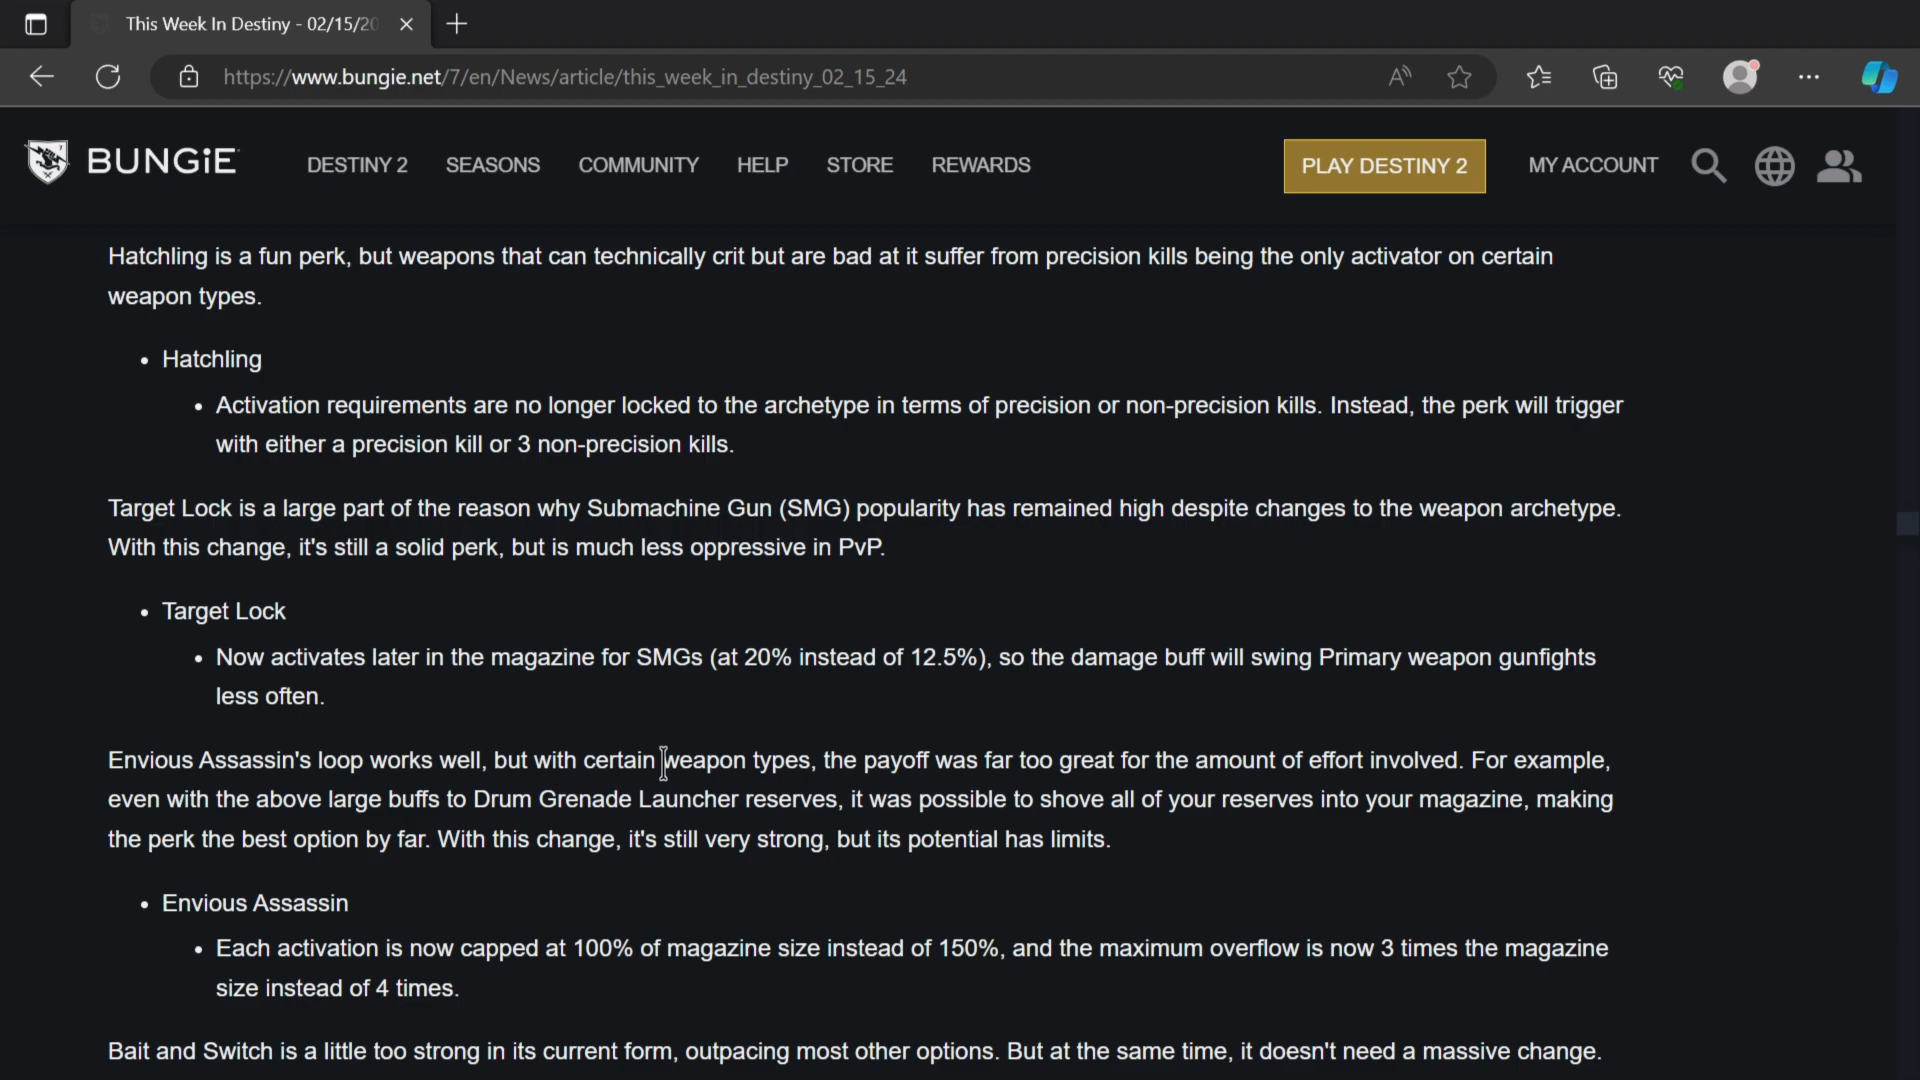 This Week In Destiny - 02/15/20
https://www.bungie.net/7/en/News/article/this_week_in_destiny_02_15_24
BUNGiE
DESTINY 2 SEASONS COMMUNITY HELP STORE REWARDS
PLAY DESTINY 2
MY ACCOUNT
Hatchling is a fun perk, but weapons that can technically crit but are bad at it suffer from precision kills being the only activator on certain
weapon types.
• Hatchling
• Activation requirements are no longer locked to the archetype in terms of precision or non-precision kills. Instead, the perk will trigger
with either a precision kill or 3 non-precision kills.
Target Lock is a large part of the reason why Submachine Gun (SMG) popularity has remained high despite changes to the weapon archetype.
With this change, it's still a solid perk, but is much less oppressive in PvP.
• Target Lock
• Now activates later in the magazine for SMGs (at 20% instead of 12.5%), so the damage buff will swing Primary weapon gunfights
less often.
Envious Assassin's loop works well, but with certain weapon types, the payoff was far too great for the amount of effort involved. For example,
even with the above large buffs to Drum Grenade Launcher reserves, it was possible to shove all of your reserves into your magazine, making
the perk the best option by far. With this change, it's still very strong, but its potential has limits.
• Envious Assassin
• Each activation is now capped at 100% of magazine size instead of 150%, and the maximum overflow is now 3 times the magazine
size instead of 4 times.
Bait and Switch is a little too strong in its current form, outpacing most other options. But at the same time, it doesn't need a massive change.